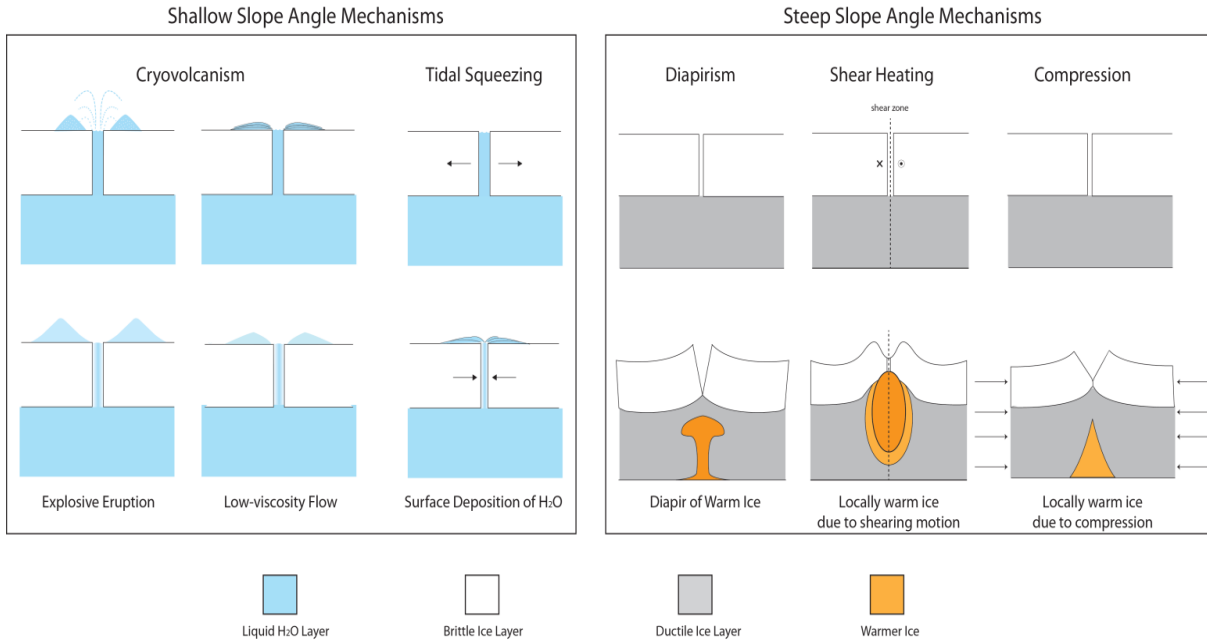 Shallow Slope Angle Mechanisms
Cryovolcanism
Tidal Squeezing
Explosive Eruption
Low-viscosity Flow
Surface Deposition of H₂O
Steep Slope Angle Mechanisms
Diapirism
Shear Heating
Compression
shear zone
Diapir of Warm Ice
Locally warm ice
due to shearing motion
Locally warm ice
due to compression
Liquid H₂O Layer
Brittle Ice Layer
Ductile Ice Layer
Warmer Ice